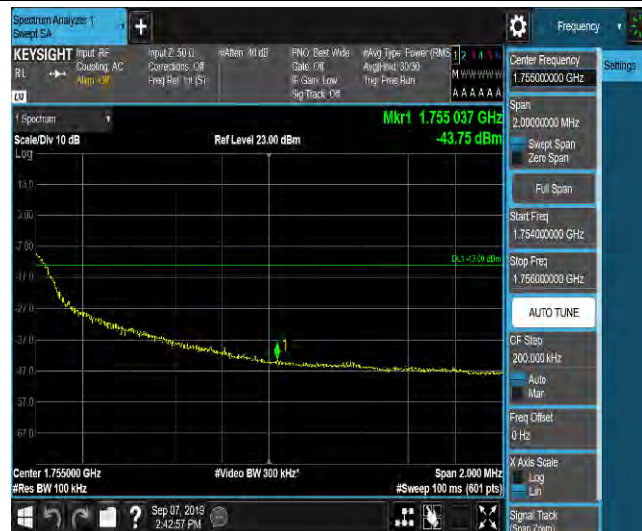 Spectrum Analyzer 1
Swept SA
Frequency
KEYSIGHT
Input: RF
Coupling: AC
Align: Off
Input Z: 50 Ω
Corrections: Off
Freq Ref: Int (S)
#Atten: 40 dB
PNO: Best Wide
Gate: Off
IF Gain: Low
Sig Track: Off
#Avg Type: Power (RMS
Avg|Hold: 30/30
Trig: Free Run
1 2 3 4 5 6
M W W W W W
A A A A A A
RL
LXI
1 Spectrum
Scale/Div 10 dB
Log
Ref Level 23.00 dBm
Mkr1 1.755 037 GHz
-43.75 dBm
13.0
3.00
-7.00
-17.0
-27.0
-37.0
-47.0
-57.0
-67.0
DL1 -13.00 dBm
1
Center 1.755000 GHz
#Res BW 100 kHz
#Video BW 300 kHz*
Span 2.000 MHz
#Sweep 100 ms (601 pts)
Sep 07, 2019
2:42:57 PM
Center Frequency
1.755000000 GHz
Settings
Span
2.00000000 MHz
Swept Span
Zero Span
Full Span
Start Freq
1.754000000 GHz
Stop Freq
1.756000000 GHz
AUTO TUNE
CF Step
200.000 kHz
Auto
Man
Freq Offset
0 Hz
X Axis Scale
Log
Lin
Signal Track
(Span Zoom)